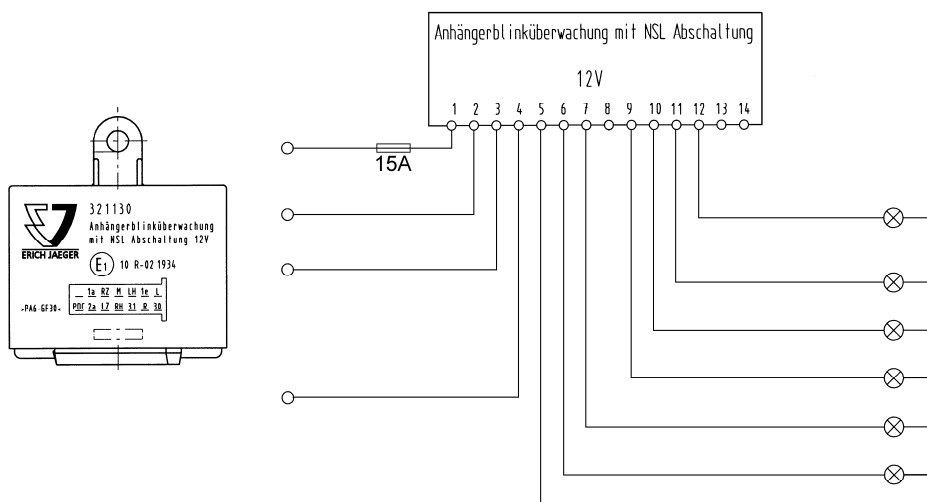 Anhängerblinküberwachung mit NSL Abschaltung
12V
1 2 3 4 5 6 7 8 9 10 11 12 13 14
15A
321130
Anhängerblinküberwachung
mit NSL Abschaltung 12V
ERICH JAEGER
E1 10 R-02 1934
1a RZ M LH 1e L
-PA6-GF30- PDC 2a LZ RH 31 R 30